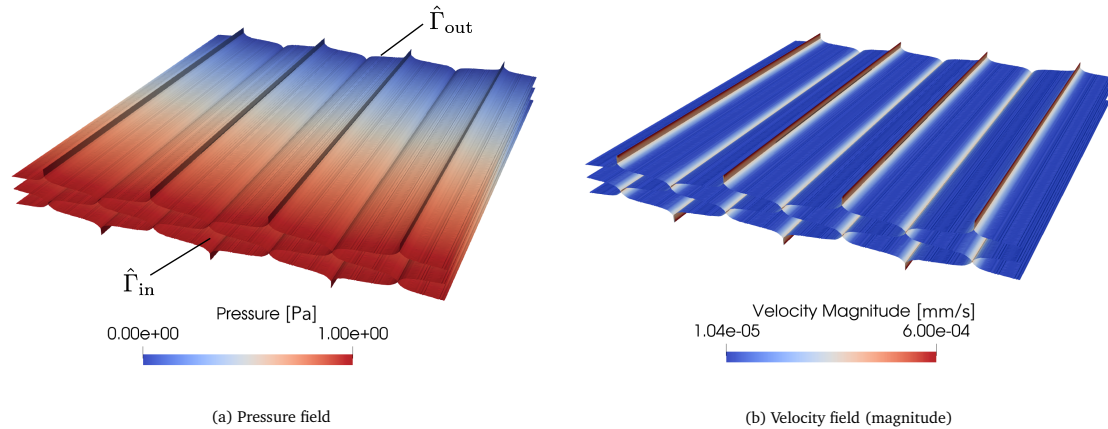 Γ̂out
Γ̂in
Pressure [Pa]
0.00e+00 1.00e+00
(a) Pressure field
Velocity Magnitude [mm/s]
1.04e-05 6.00e-04
(b) Velocity field (magnitude)